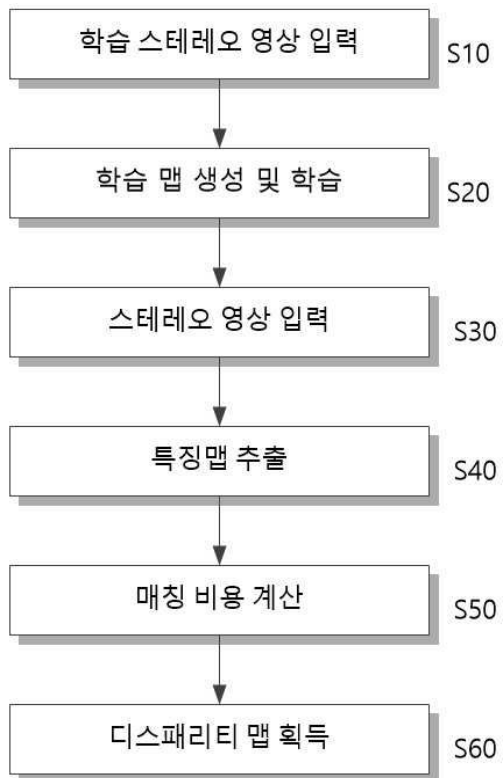 학습 스테레오 영상 입력 S10
학습 맵 생성 및 학습 S20
스테레오 영상 입력 S30
특징맵 추출 S40
매칭 비용 계산 S50
디스패리티 맵 획득 S60